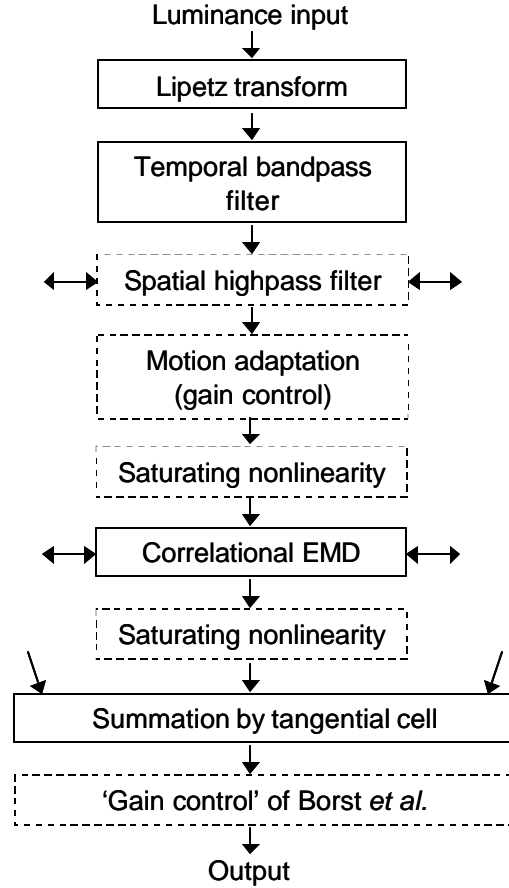 Luminance input
Lipetz transform
Temporal bandpass
filter
Spatial highpass filter
Motion adaptation
(gain control)
Saturating nonlinearity
Correlational EMD
Saturating nonlinearity
Summation by tangential cell
‘Gain control’ of Borst et al.
Output